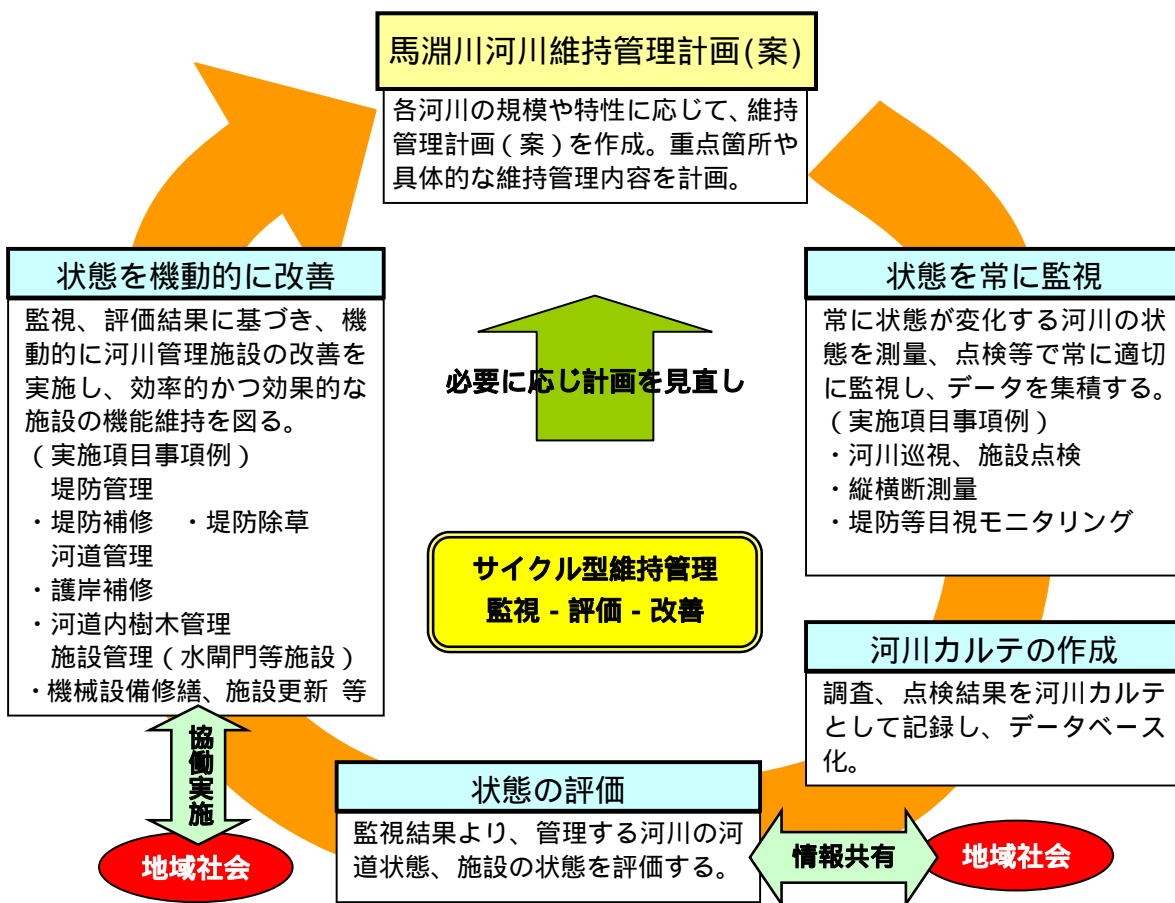 馬淵川河川維持管理計画(案)
各河川の規模や特性に応じて、維持
管理計画(案)を作成。重点箇所や
具体的な維持管理内容を計画。
状態を常に監視
常に状態が変化する河川の状
態を測量、点検等で常に適切
に監視し、データを集積する。
(実施項目事項例)
・河川巡視、施設点検
・縦横断測量
・堤防等目視モニタリング
河川カルテの作成
調査、点検結果を河川カルテ
として記録し、データベース
化。
状態の評価
監視結果より、管理する河川の河
道状態、施設の状態を評価する。
情報共有
地域社会
状態を機動的に改善
監視、評価結果に基づき、機
動的に河川管理施設の改善を
実施し、効率的かつ効果的な
施設の機能維持を図る。
(実施項目事項例)
堤防管理
・堤防補修 ・堤防除草
河道管理
・護岸補修
・河道内樹木管理
施設管理(水閘門等施設)
・機械設備修繕、施設更新 等
協働実施
地域社会
必要に応じ計画を見直し
サイクル型維持管理
監視-評価-改善